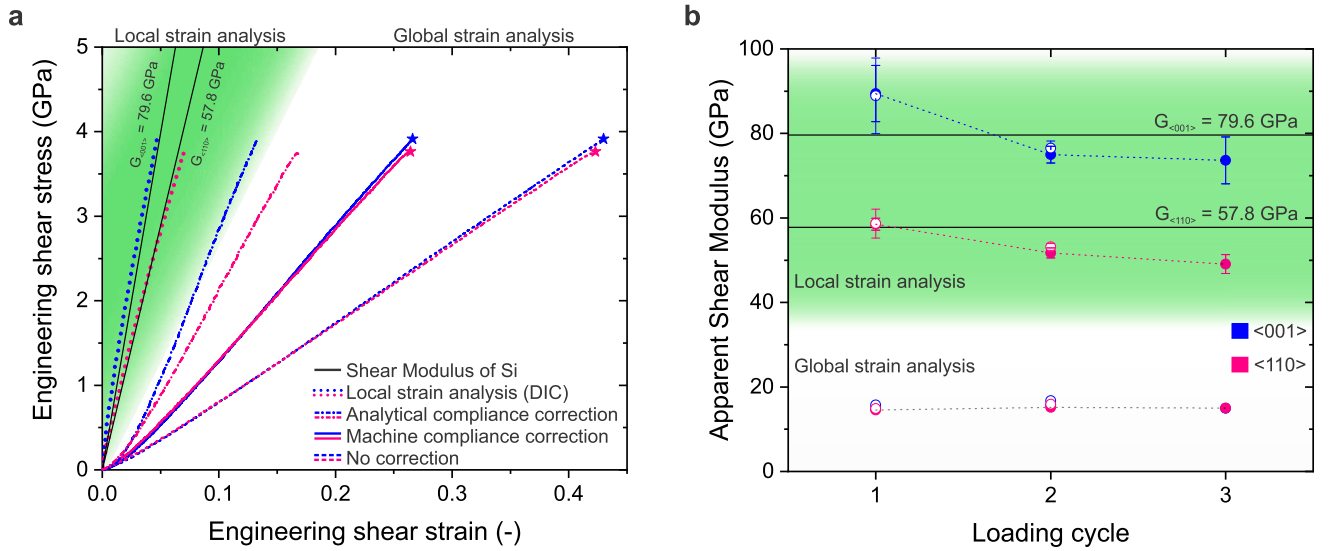 a
Local strain analysis
Global strain analysis
5
4
3
2
1
0
0.0
0.1
0.2
0.3
0.4
Engineering shear stress (GPa)
Engineering shear strain (-)
G<001> = 79.6 GPa
G<110> = 57.8 GPa
Shear Modulus of Si
Local strain analysis (DIC)
Analytical compliance correction
Machine compliance correction
No correction
b
100
80
60
40
20
0
1
2
3
Apparent Shear Modulus (GPa)
Loading cycle
G<001> = 79.6 GPa
G<110> = 57.8 GPa
Local strain analysis
<001>
Global strain analysis
<110>